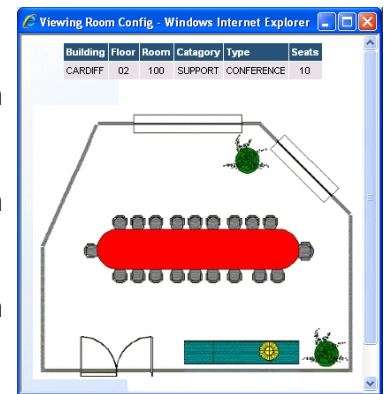 Viewing Room Config - Windows Internet Explorer
Building Floor Room Catagory Type Seats
CARDIFF 02 100 SUPPORT CONFERENCE 10